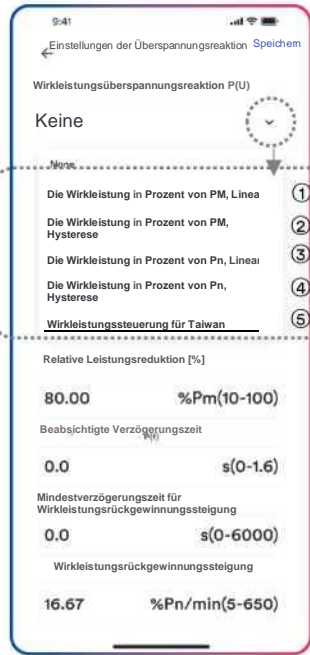 9:41
Einstellungen der Überspannungsreaktion Speichern
Wirkleistungsüberspannungsreaktion P(U)
Keine
None
Die Wirkleistung in Prozent von PM, Linea
①
Die Wirkleistung in Prozent von PM,
Hysterese
②
Die Wirkleistung in Prozent von Pn, Linear
③
Die Wirkleistung in Prozent von Pn,
Hysterese
④
Wirkleistungssteuerung für Taiwan
⑤
Relative Leistungsreduktion [%]
80.00 %Pm(10-100)
Beabsichtigte Verzögerungszeit
0.0 s(0-1.6)
Mindestverzögerungszeit für
Wirkleistungsrückgewinnungssteigung
0.0 s(0-6000)
Wirkleistungsrückgewinnungssteigung
16.67 %Pn/min(5-650)